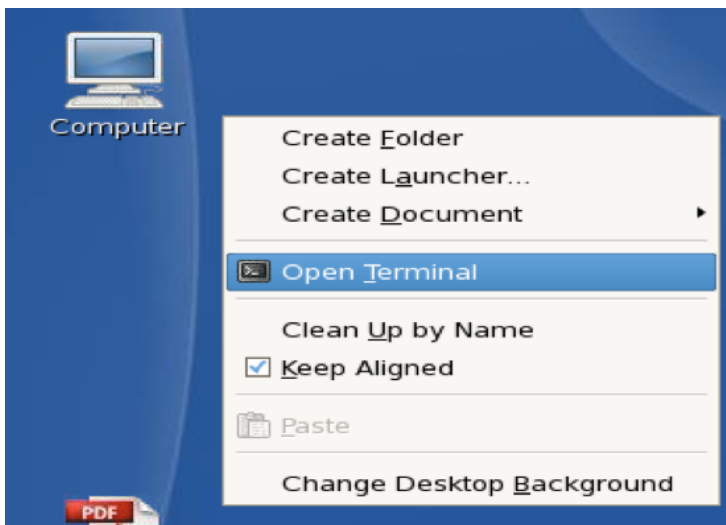 Computer
Create Folder
Create Launcher...
Create Document
Open Terminal
Clean Up by Name
Keep Aligned
Paste
Change Desktop Background
PDF